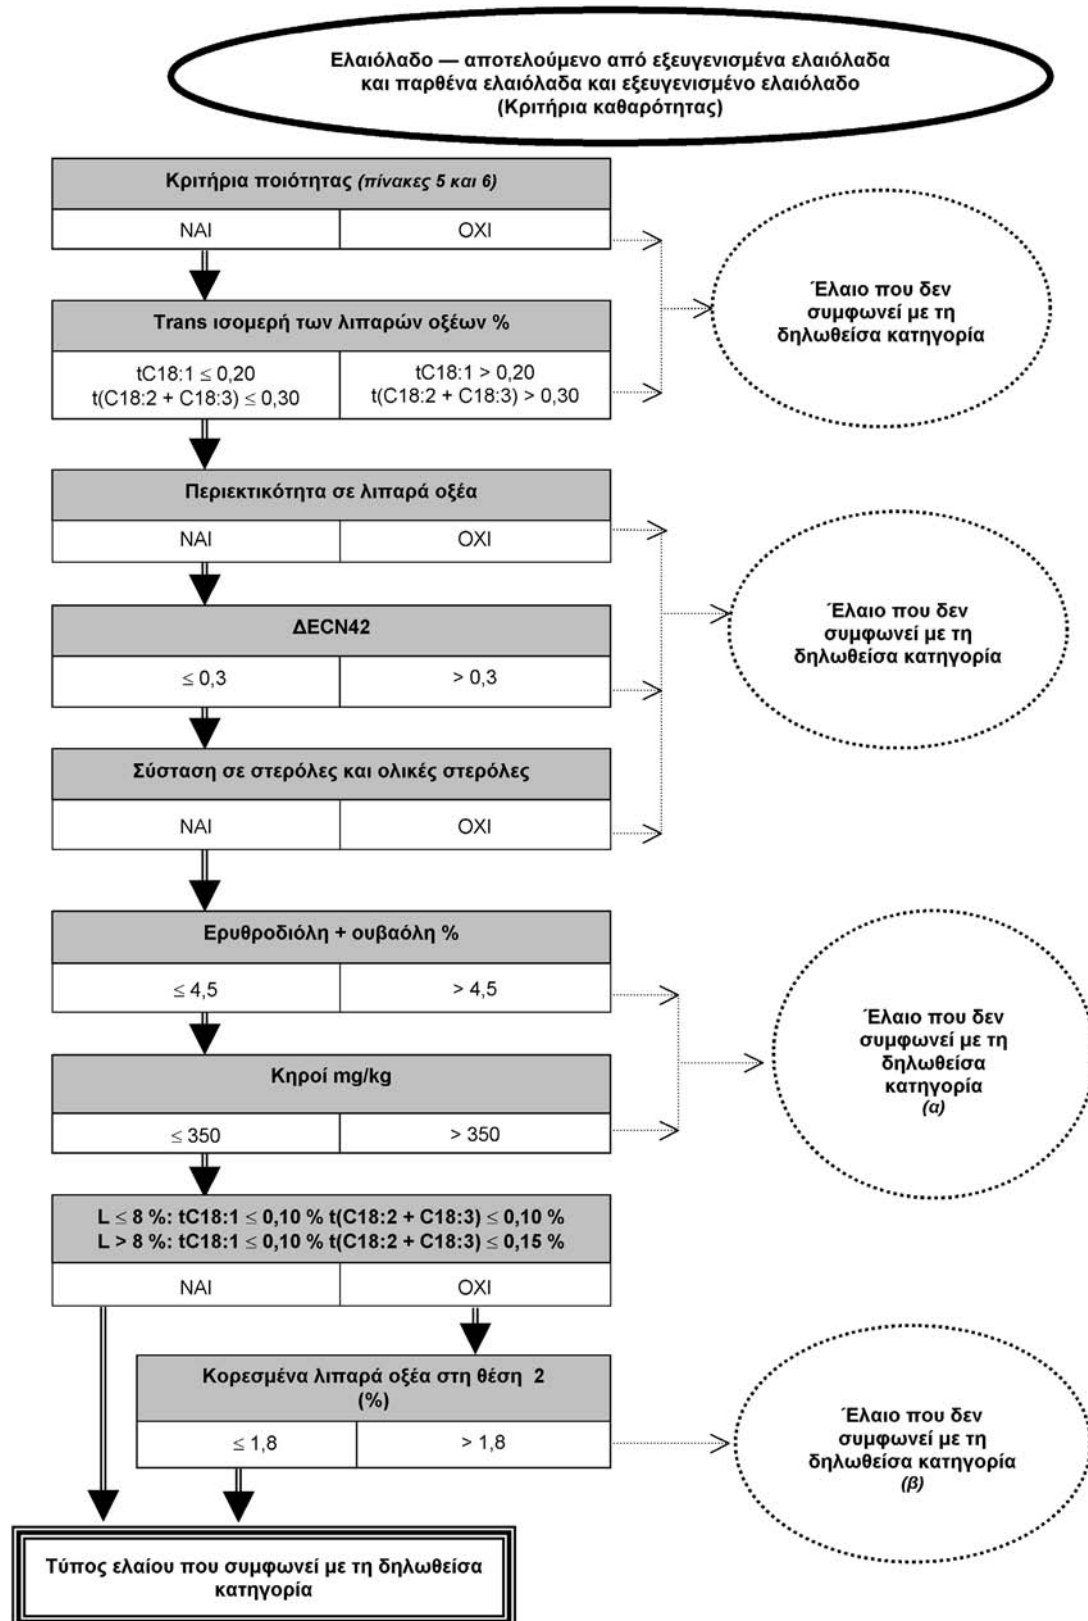 Ελαιόλαδο — αποτελούμενο από εξευγενισμένα ελαιόλαδα
και παρθένα ελαιόλαδα και εξευγενισμένο ελαιόλαδο
(Κριτήρια καθαρότητας)
Κριτήρια ποιότητας (πίνακες 5 και 6)
ΝΑΙ ΟΧΙ
Έλαιο που δεν
συμφωνεί με τη
δηλωθείσα κατηγορία
Trans ισομερή των λιπαρών οξέων %
tC18:1 ≤ 0,20 tC18:1 > 0,20
t(C18:2 + C18:3) ≤ 0,30 t(C18:2 + C18:3) > 0,30
Περιεκτικότητα σε λιπαρά οξέα
ΝΑΙ ΟΧΙ
Έλαιο που δεν
συμφωνεί με τη
δηλωθείσα κατηγορία
ΔECN42
≤ 0,3 > 0,3
Σύσταση σε στερόλες και ολικές στερόλες
ΝΑΙ ΟΧΙ
Ερυθροδιόλη + ουβαόλη %
≤ 4,5 > 4,5
Έλαιο που δεν
συμφωνεί με τη
δηλωθείσα
κατηγορία
(α)
Κηροί mg/kg
≤ 350 > 350
L ≤ 8 %: tC18:1 ≤ 0,10 % t(C18:2 + C18:3) ≤ 0,10 %
L > 8 %: tC18:1 ≤ 0,10 % t(C18:2 + C18:3) ≤ 0,15 %
ΝΑΙ ΟΧΙ
Κορεσμένα λιπαρά οξέα στη θέση 2
(%)
≤ 1,8 > 1,8
Έλαιο που δεν
συμφωνεί με τη
δηλωθείσα κατηγορία
(β)
Τύπος ελαίου που συμφωνεί με τη δηλωθείσα
κατηγορία